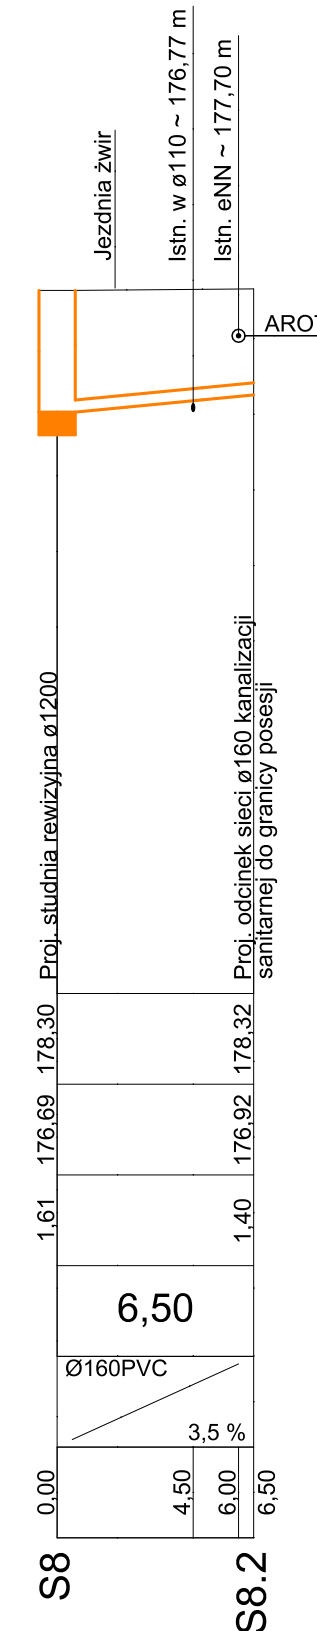 Jezdnia żwir
Istn. w ø110 ~ 176,77 m
Istn. eNN ~ 177,70 m
AROT
Proj. studnia rewizyjna ø1200
Proj. odcinek sieci ø160 kanalizacji
sanitarnej do granicy posesji
178,30
178,32
176,69
176,92
1,61
1,40
6,50
Ø160PVC
3,5 %
0,00
4,50
6,00
6,50
S8
S8.2